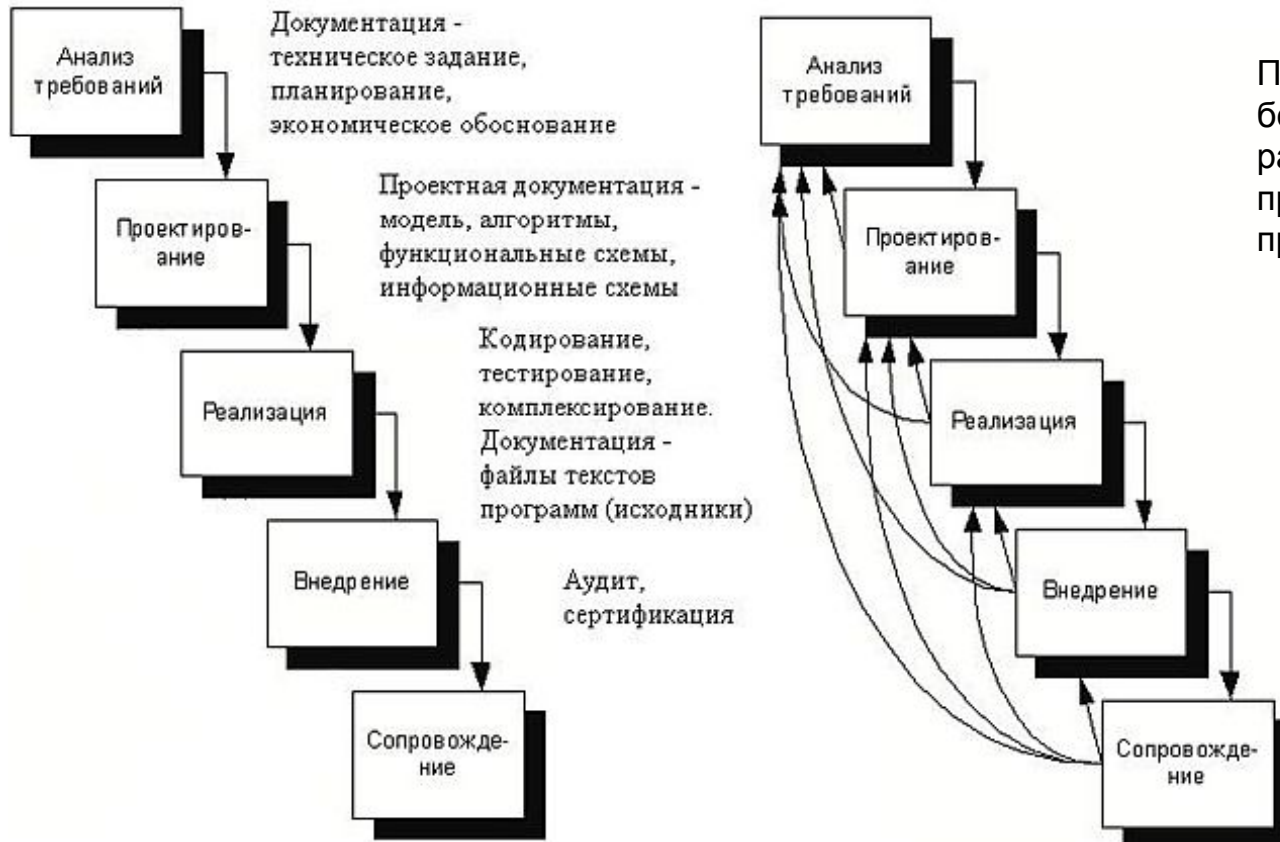 Анализ
требований
Документация -
техническое задание,
планирование,
экономическое обоснование
Проектиров-
ание
Проектная документация -
модель, алгоритмы,
функциональные схемы,
информационные схемы
Реализация
Кодирование,
тестирование,
комплексирование.
Документация -
файлы текстов
программ (исходники)
Внедрение
Аудит,
сертификация
Сопровожде-
ние
Анализ
требований
Проектиров-
ание
Реализация
Внедрение
Сопровожде-
ние